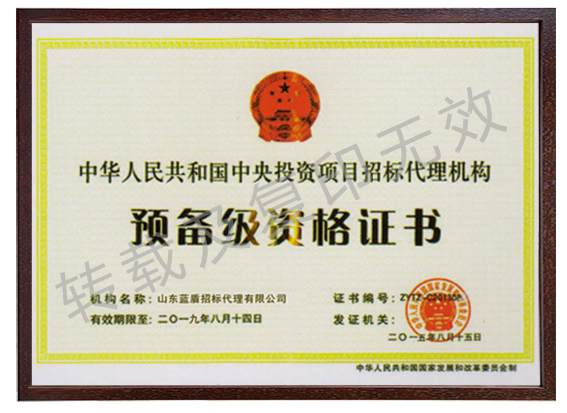 中华人民共和国中央投资项目招标代理机构
预备级资格证书
机构名称：山东蓝盾招标代理有限公司
证书编号：
有效期限至：二〇一九年八月十四日
发证机关：
二〇一五年八月十五日
中华人民共和国国家发展和改革委员会制
转载及复印无效